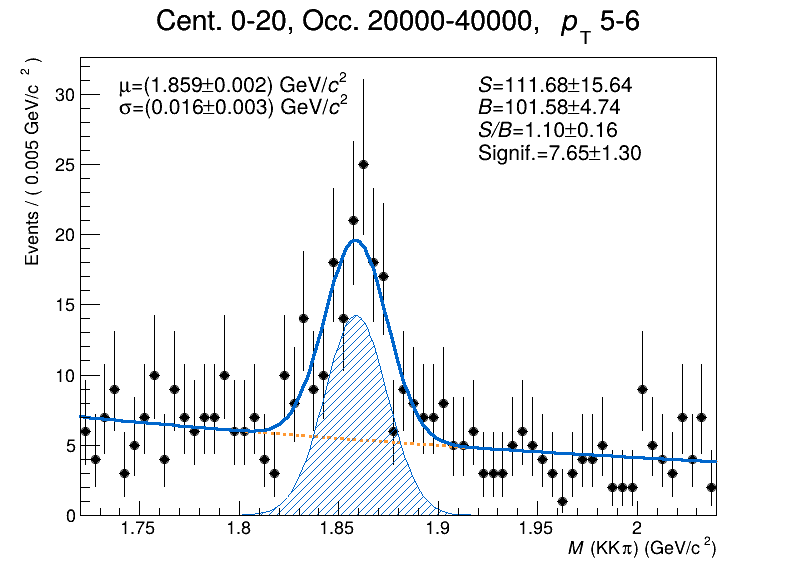 Cent. 0-20, Occ. 20000-40000, pT 5-6
μ=(1.859±0.002) GeV/c²
σ=(0.016±0.003) GeV/c²
S=111.68±15.64
B=101.58±4.74
S/B=1.10±0.16
Signif.=7.65±1.30
Events / ( 0.005 GeV/c ² )
30
25
20
15
10
5
0
1.75 1.8 1.85 1.9 1.95 2
M (KKπ) (GeV/c²)